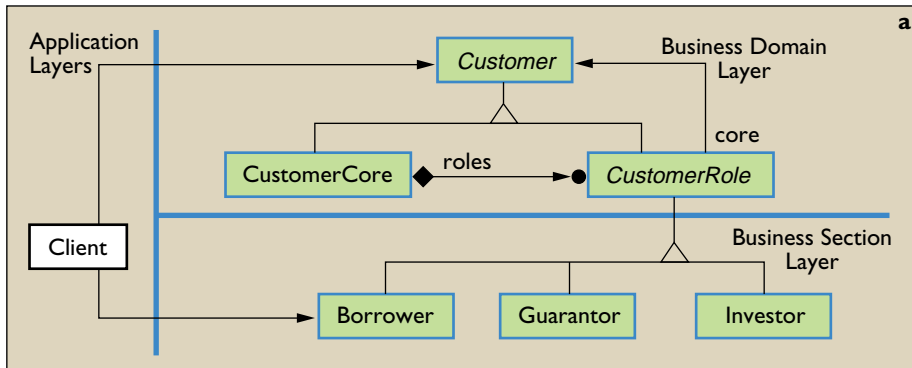 a
Application
Layers
Customer
Business Domain
Layer
core
CustomerCore
roles
CustomerRole
Client
Business Section
Layer
Borrower
Guarantor
Investor